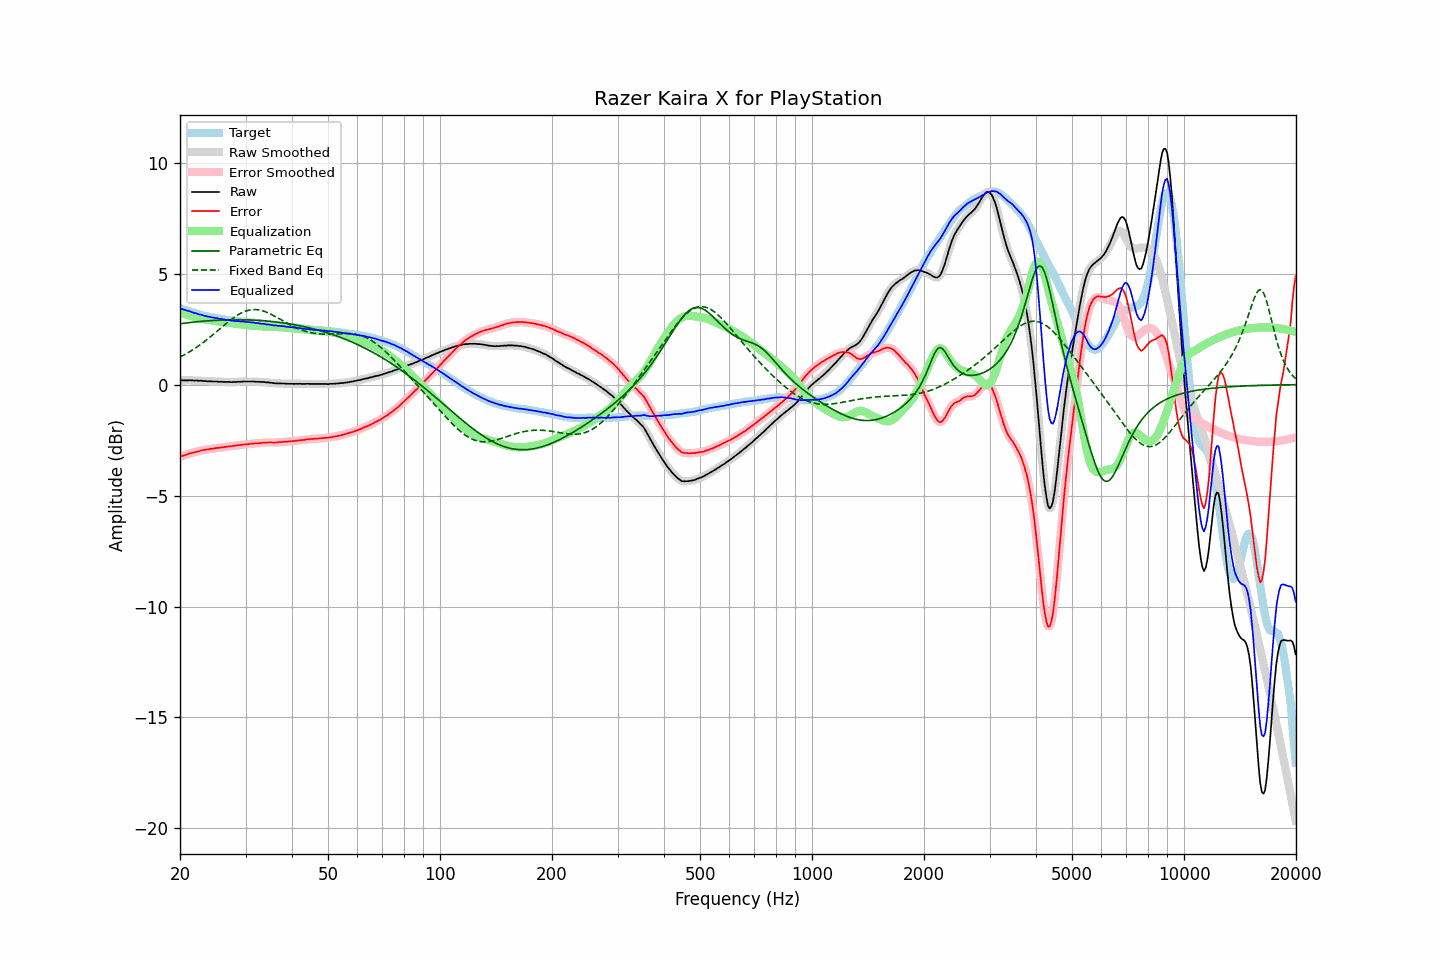 Razer Kaira X for PlayStation
Target
Raw Smoothed
Error Smoothed
Raw
Error
Equalization
Parametric Eq
Fixed Band Eq
Equalized
10
5
0
−5
−10
−15
−20
Amplitude (dBr)
20 50 100 200 500 1000 2000 5000 10000 20000
Frequency (Hz)